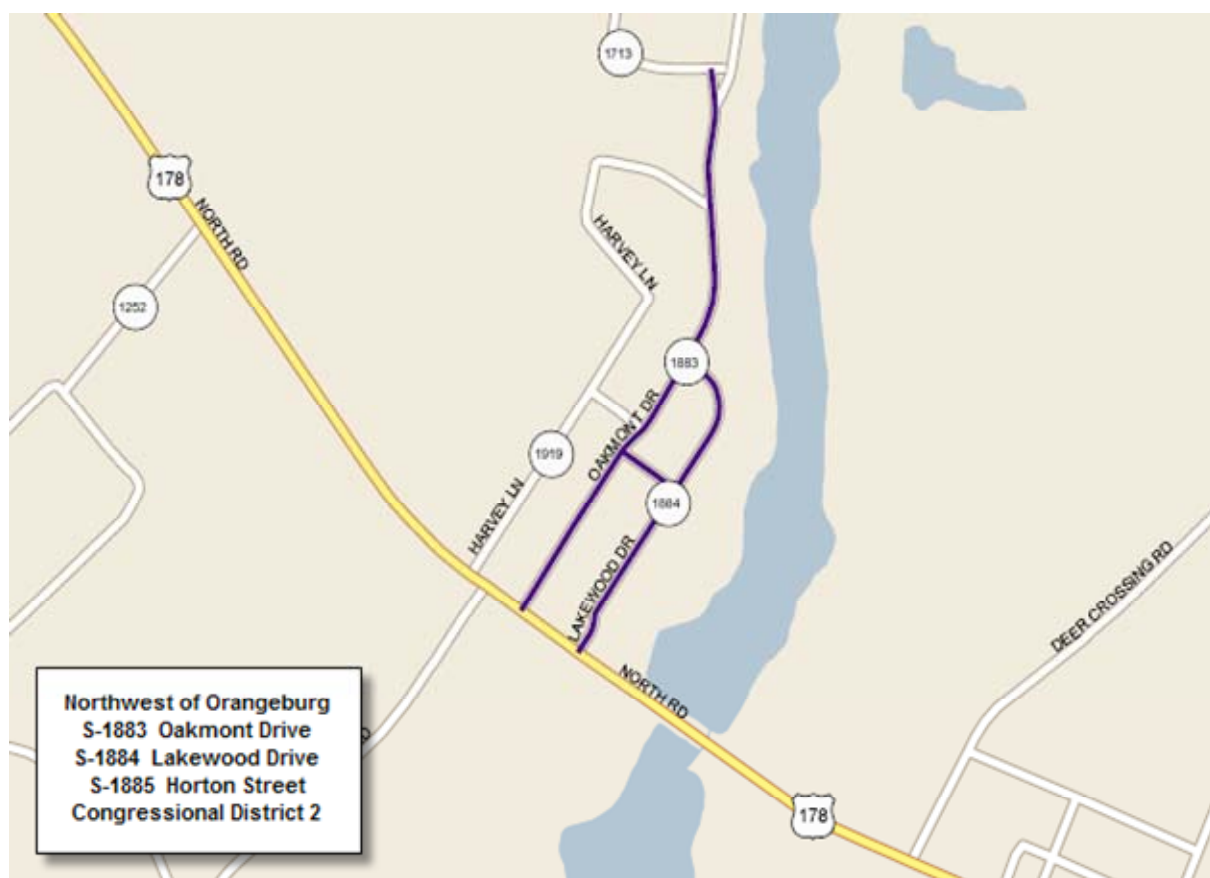 1713
178
NORTH RD
HARVEY LN
1252
1883
OAKMONT DR
1919
1884
HARVEY LN
LAKEWOOD DR
DEER CROSSING RD
NORTH RD
178
Northwest of Orangeburg
S-1883 Oakmont Drive
S-1884 Lakewood Drive
S-1885 Horton Street
Congressional District 2